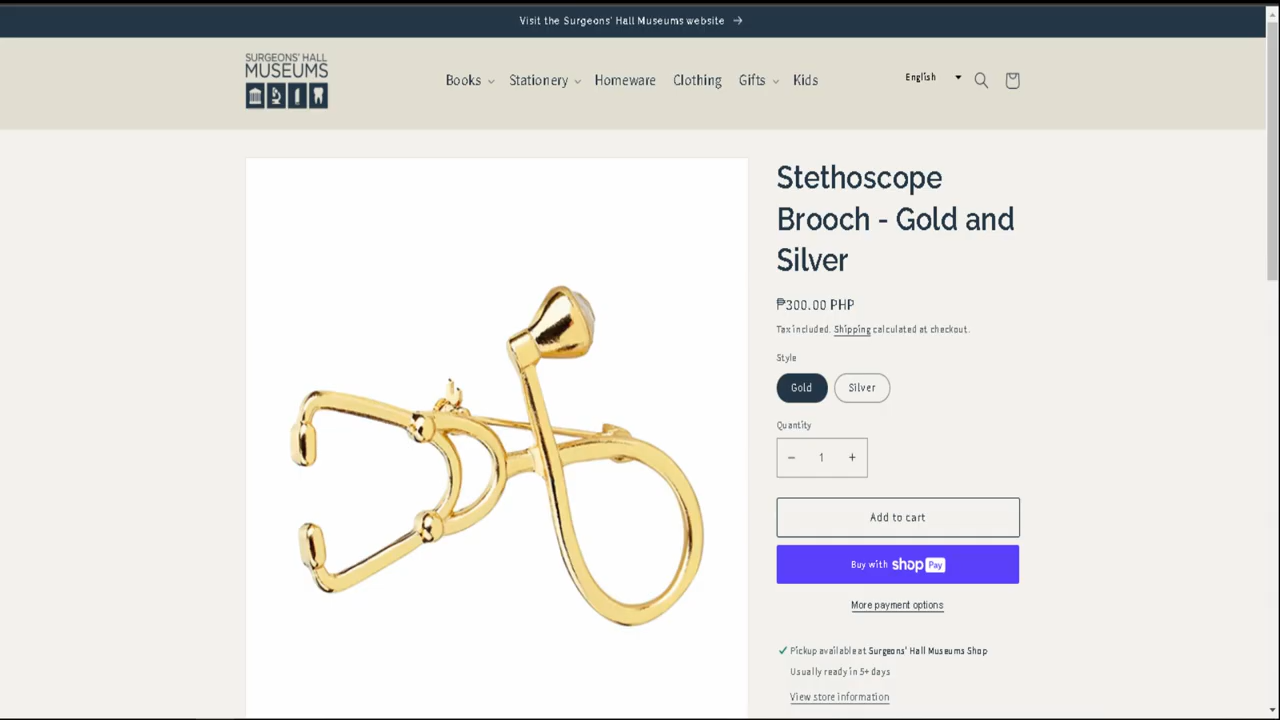 Visit the Surgeons' Hall Museums website →
SURGEONS' HALL
MUSEUMS
Books
Stationery
Homeware
Clothing
Gifts
Kids
English
Stethoscope
Brooch - Gold and
Silver
₱300.00 PHP
Tax included. Shipping calculated at checkout.
Style
Gold
Silver
Quantity
− 1 +
Add to cart
Buy with shop Pay
More payment options
Pickup available at Surgeons' Hall Museums Shop
Usually ready in 5+ days
View store information